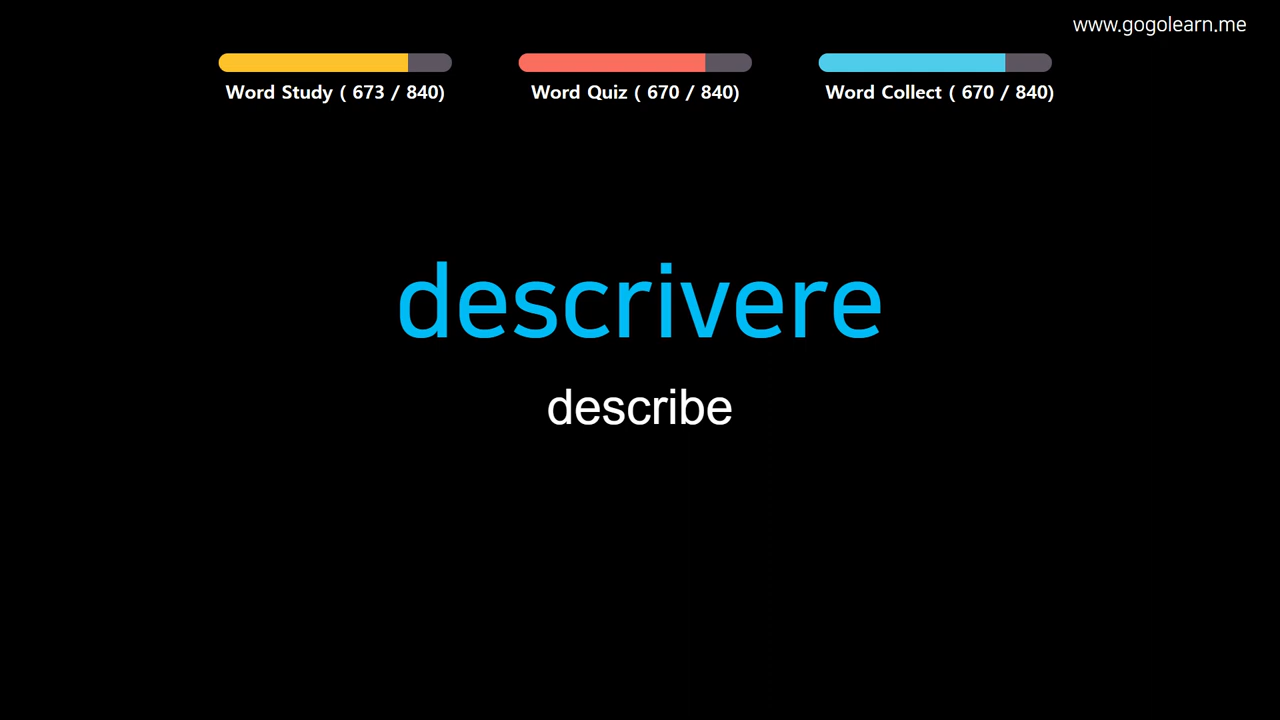 www.gogolearn.me
Word Study ( 673 / 840)
Word Quiz ( 670 / 840)
Word Collect ( 670 / 840)
descrivere
describe